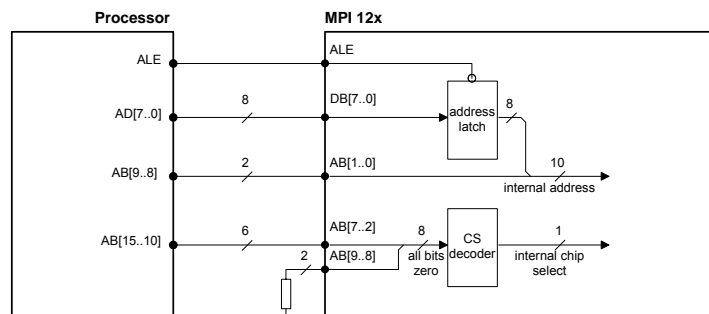 Processor
MPI 12x
ALE
ALE
AD[7..0]
8
DB[7..0]
address
latch
8
AB[9..8]
2
AB[1..0]
10
internal address
AB[15..10]
6
AB[7..2]
8
CS
decoder
1
2
AB[9..8]
all bits
zero
internal chip
select